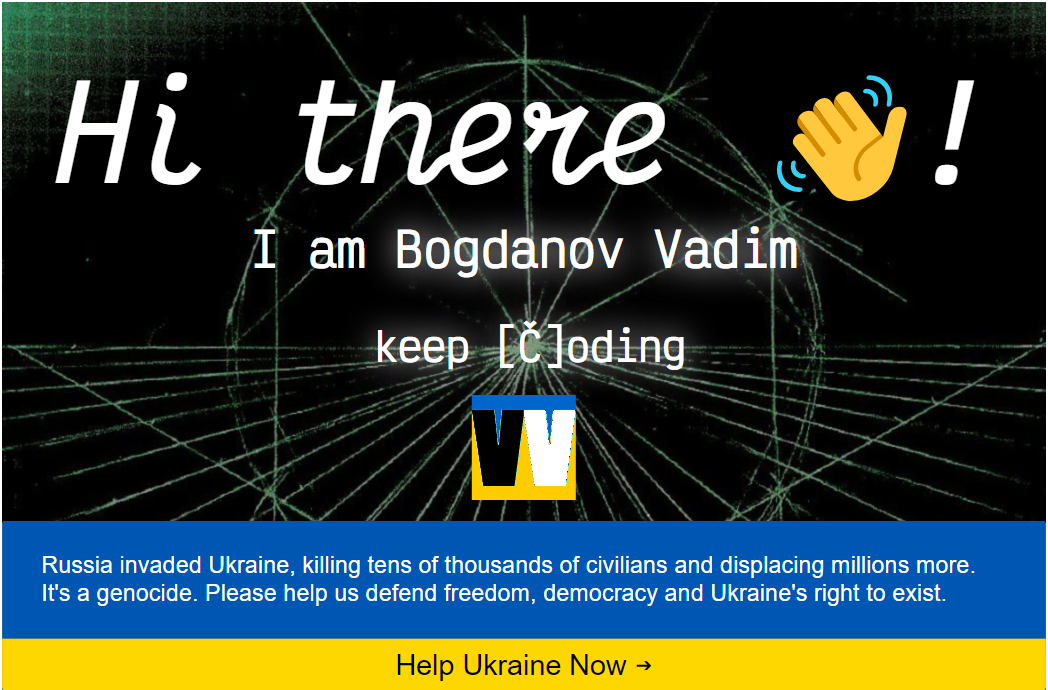 Hi there 👋!
I am Bogdanov Vadim
keep [Č]oding
VV
Russia invaded Ukraine, killing tens of thousands of civilians and displacing millions more.
It's a genocide. Please help us defend freedom, democracy and Ukraine's right to exist.
Help Ukraine Now →